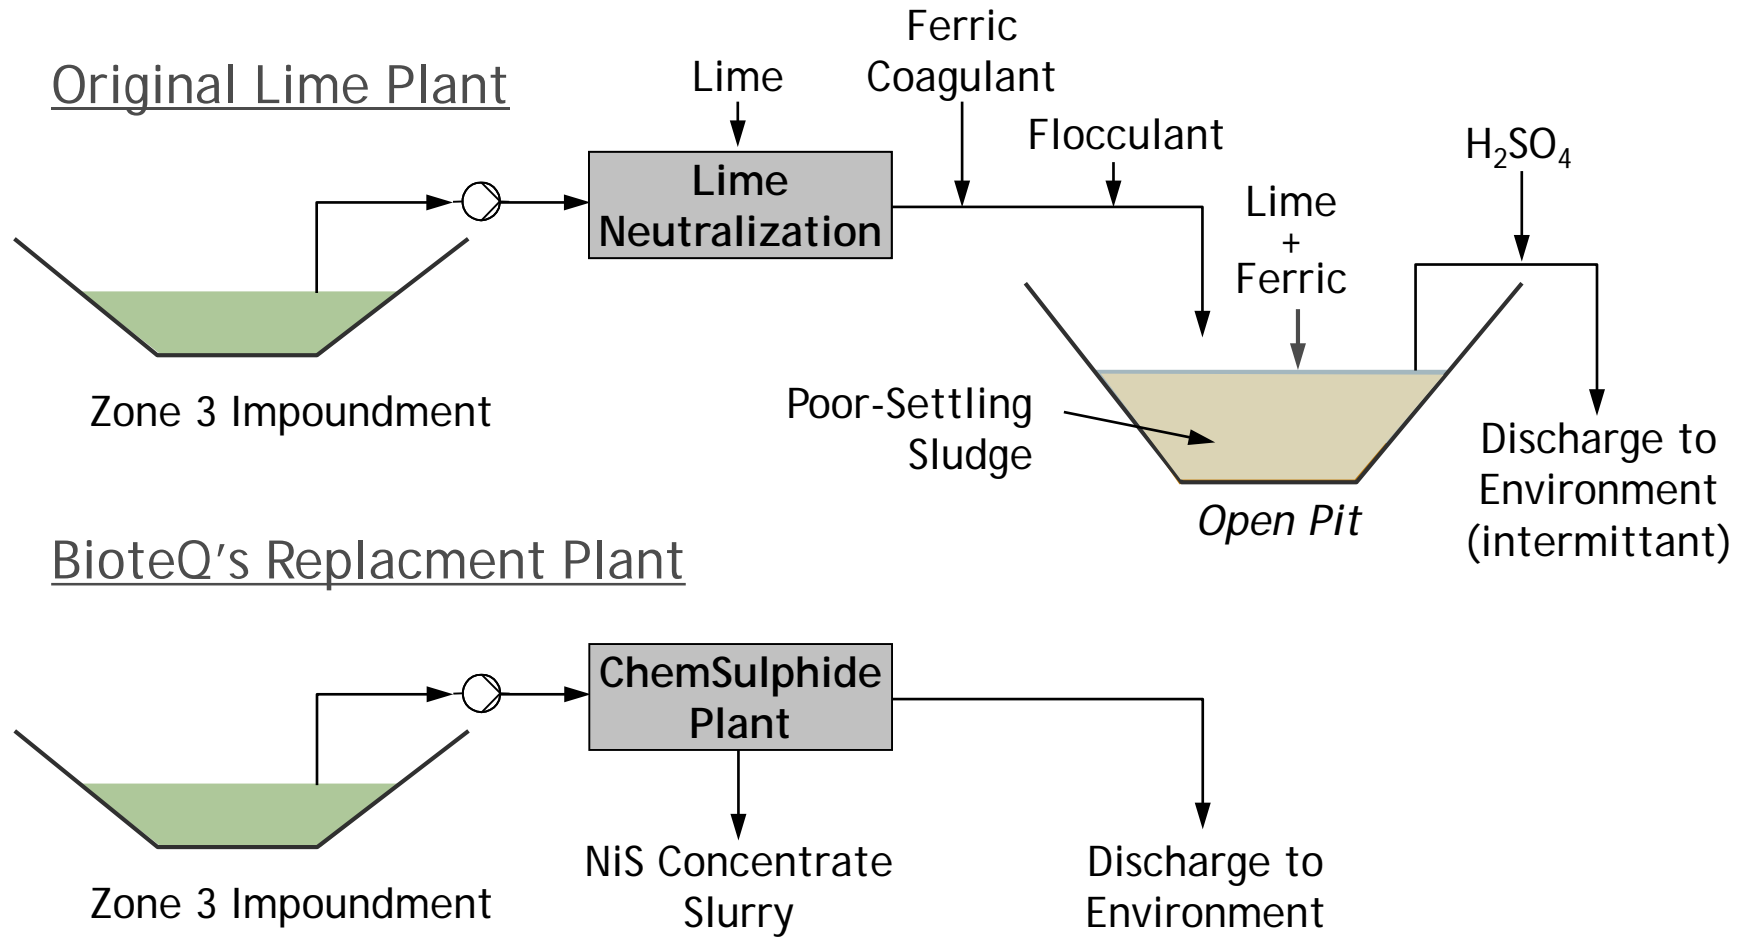 Original Lime Plant
Lime
Ferric
Coagulant
Flocculant
H₂SO₄
Lime
Neutralization
Lime
+
Ferric
Zone 3 Impoundment
Poor-Settling
Sludge
Open Pit
Discharge to
Environment
(intermittant)
BioteQ's Replacment Plant
ChemSulphide
Plant
Zone 3 Impoundment
NiS Concentrate
Slurry
Discharge to
Environment